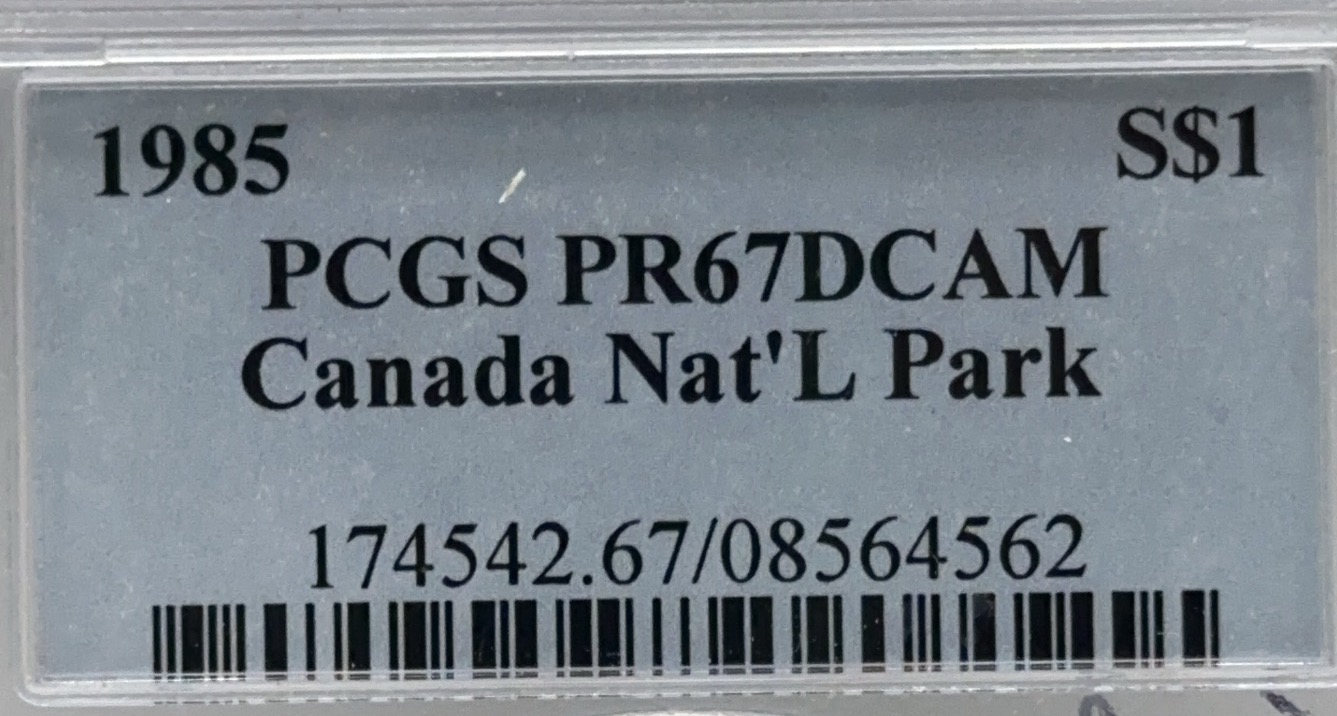 1985 S$1
PCGS PR67DCAM
Canada Nat'L Park
174542.67/08564562